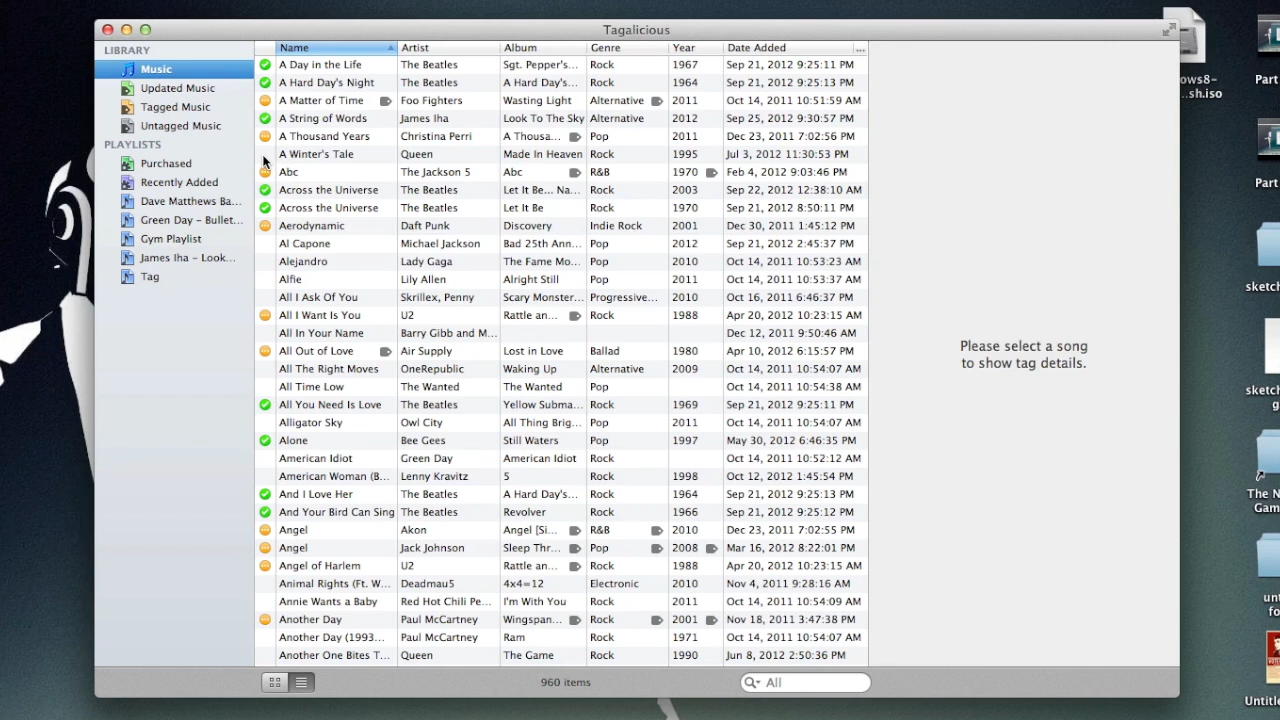 Tagalicious
LIBRARY
Music
Updated Music
Tagged Music
Untagged Music
PLAYLISTS
Purchased
Recently Added
Dave Matthews Ba...
Green Day – Bullet...
Gym Playlist
James Iha – Look...
Tag
Name Artist Album Genre Year Date Added ...
A Day in the Life The Beatles Sgt. Pepper's... Rock 1967 Sep 21, 2012 9:25:11 PM
A Hard Day's Night The Beatles A Hard Day's... Rock 1964 Sep 21, 2012 9:25:11 PM
A Matter of Time Foo Fighters Wasting Light Alternative 2011 Oct 14, 2011 10:51:59 AM
A String of Words James Iha Look To The Sky Alternative 2012 Sep 25, 2012 9:30:57 PM
A Thousand Years Christina Perri A Thousa... Pop 2011 Dec 23, 2011 7:02:56 PM
A Winter's Tale Queen Made In Heaven Rock 1995 Jul 3, 2012 11:30:53 PM
Abc The Jackson 5 Abc R&B 1970 Feb 4, 2012 9:03:46 PM
Across the Universe The Beatles Let It Be... Na... Rock 2003 Sep 22, 2012 12:38:10 AM
Across the Universe The Beatles Let It Be Rock 1970 Sep 21, 2012 8:50:11 PM
Aerodynamic Daft Punk Discovery Indie Rock 2001 Dec 30, 2011 1:45:12 PM
Al Capone Michael Jackson Bad 25th Ann... Pop 2012 Sep 21, 2012 2:45:37 PM
Alejandro Lady Gaga The Fame Mo... Pop 2010 Oct 14, 2011 10:53:23 AM
Alfie Lily Allen Alright Still Pop 2011 Oct 14, 2011 10:53:37 AM
All I Ask Of You Skrillex, Penny Scary Monster... Progressive... 2010 Oct 16, 2011 6:46:37 PM
All I Want Is You U2 Rattle an... Rock 1988 Apr 20, 2012 10:23:15 AM
All In Your Name Barry Gibb and M... Dec 12, 2011 9:50:46 AM
All Out of Love Air Supply Lost in Love Ballad 1980 Apr 10, 2012 6:15:57 PM
All The Right Moves OneRepublic Waking Up Alternative 2009 Oct 14, 2011 10:54:07 AM
All Time Low The Wanted The Wanted Pop Oct 14, 2011 10:54:38 AM
All You Need Is Love The Beatles Yellow Subma... Rock 1969 Sep 21, 2012 9:25:11 PM
Alligator Sky Owl City All Thing Brig... Pop 2011 Oct 14, 2011 10:54:07 AM
Alone Bee Gees Still Waters Pop 1997 May 30, 2012 6:46:35 PM
American Idiot Green Day American Idiot Rock Oct 14, 2011 10:52:12 AM
American Woman (B... Lenny Kravitz 5 Rock 1998 Oct 12, 2012 1:45:54 PM
And I Love Her The Beatles A Hard Day's... Rock 1964 Sep 21, 2012 9:25:13 PM
And Your Bird Can Sing The Beatles Revolver Rock 1966 Sep 21, 2012 9:25:12 PM
Angel Akon Angel [Si... R&B 2010 Dec 23, 2011 7:02:55 PM
Angel Jack Johnson Sleep Thr... Pop 2008 Mar 16, 2012 8:22:01 PM
Angel of Harlem U2 Rattle an... Rock 1988 Apr 20, 2012 10:23:15 AM
Animal Rights (Ft. W... Deadmau5 4x4=12 Electronic 2010 Nov 4, 2011 9:28:16 AM
Annie Wants a Baby Red Hot Chili Pe... I'm With You Rock 2011 Oct 14, 2011 10:54:09 AM
Another Day Paul McCartney Wingspan... Rock 2001 Nov 18, 2011 3:47:38 PM
Another Day (1993... Paul McCartney Ram Rock 1971 Oct 14, 2011 10:54:07 AM
Another One Bites T... Queen The Game Rock 1990 Jun 8, 2012 2:50:36 PM
Please select a song
to show tag details.
960 items
All
ows8-
...sh.iso
Part
Part
sketch
sketch
g
The N
Gam
unt
fo
Untitl